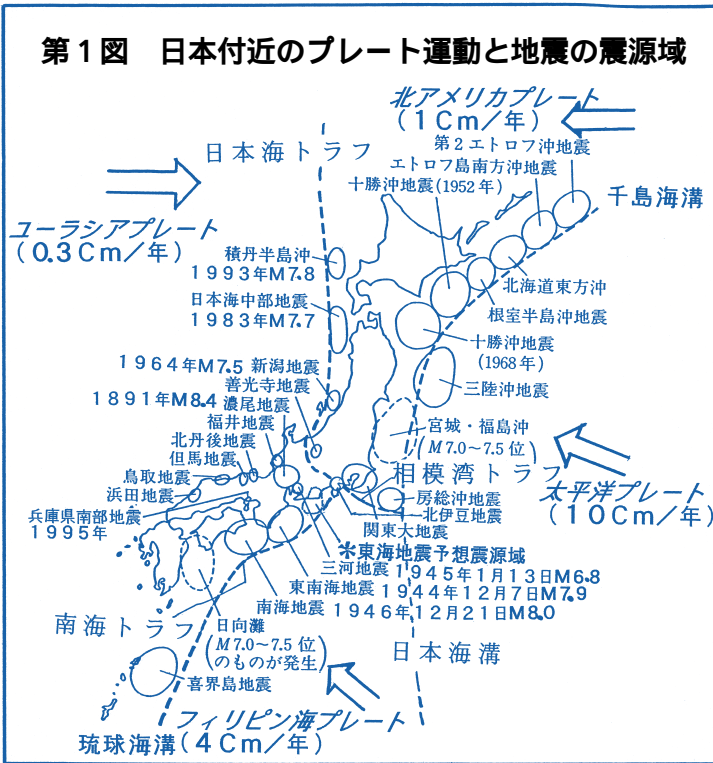 第1図 日本付近のプレート運動と地震の震源域
北アメリカプレート
(1Cm/年)
日本海トラフ
第2エトロフ沖地震
エトロフ島南方沖地震
十勝沖地震(1952年)
千島海溝
ユーラシアプレート
(0.3Cm/年)
積丹半島沖
1993年M7.8
北海道東方沖
日本海中部地震
1983年M7.7
根室半島沖地震
十勝沖地震
(1968年)
1964年M7.5 新潟地震
三陸沖地震
善光寺地震
1891年M8.4 濃尾地震
福井地震
宮城・福島沖
(M7.0~7.5位)
北丹後地震
但馬地震
相模湾トラフ
鳥取地震
浜田地震
太平洋プレート
(10Cm/年)
房総沖地震
北伊豆地震
関東大地震
兵庫県南部地震
1995年
*東海地震予想震源域
三河地震 1945年1月13日M6.8
東南海地震 1944年12月7日M7.9
南海地震 1946年12月21日M8.0
南海トラフ
日向灘
(M7.0~7.5位
のものが発生)
日本海溝
喜界島地震
フィリピン海プレート
琉球海溝(4Cm/年)